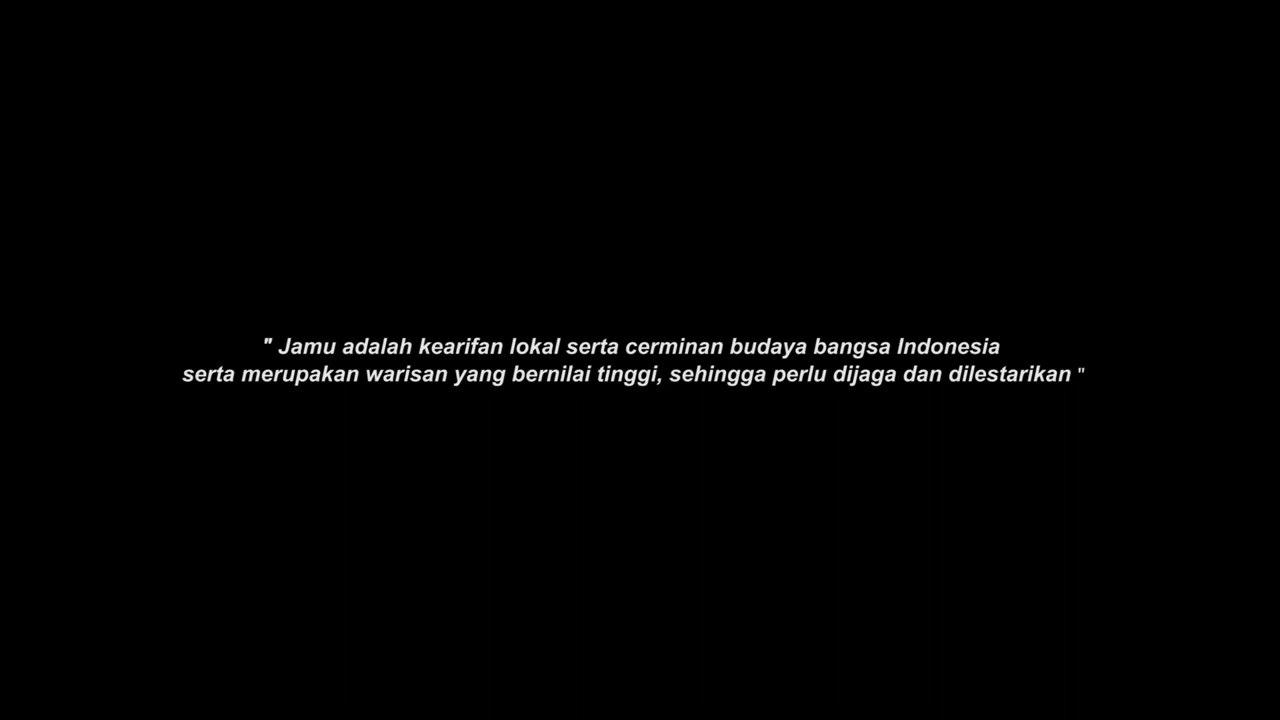 " Jamu adalah kearifan lokal serta cerminan budaya bangsa Indonesia
serta merupakan warisan yang bernilai tinggi, sehingga perlu dijaga dan dilestarikan "